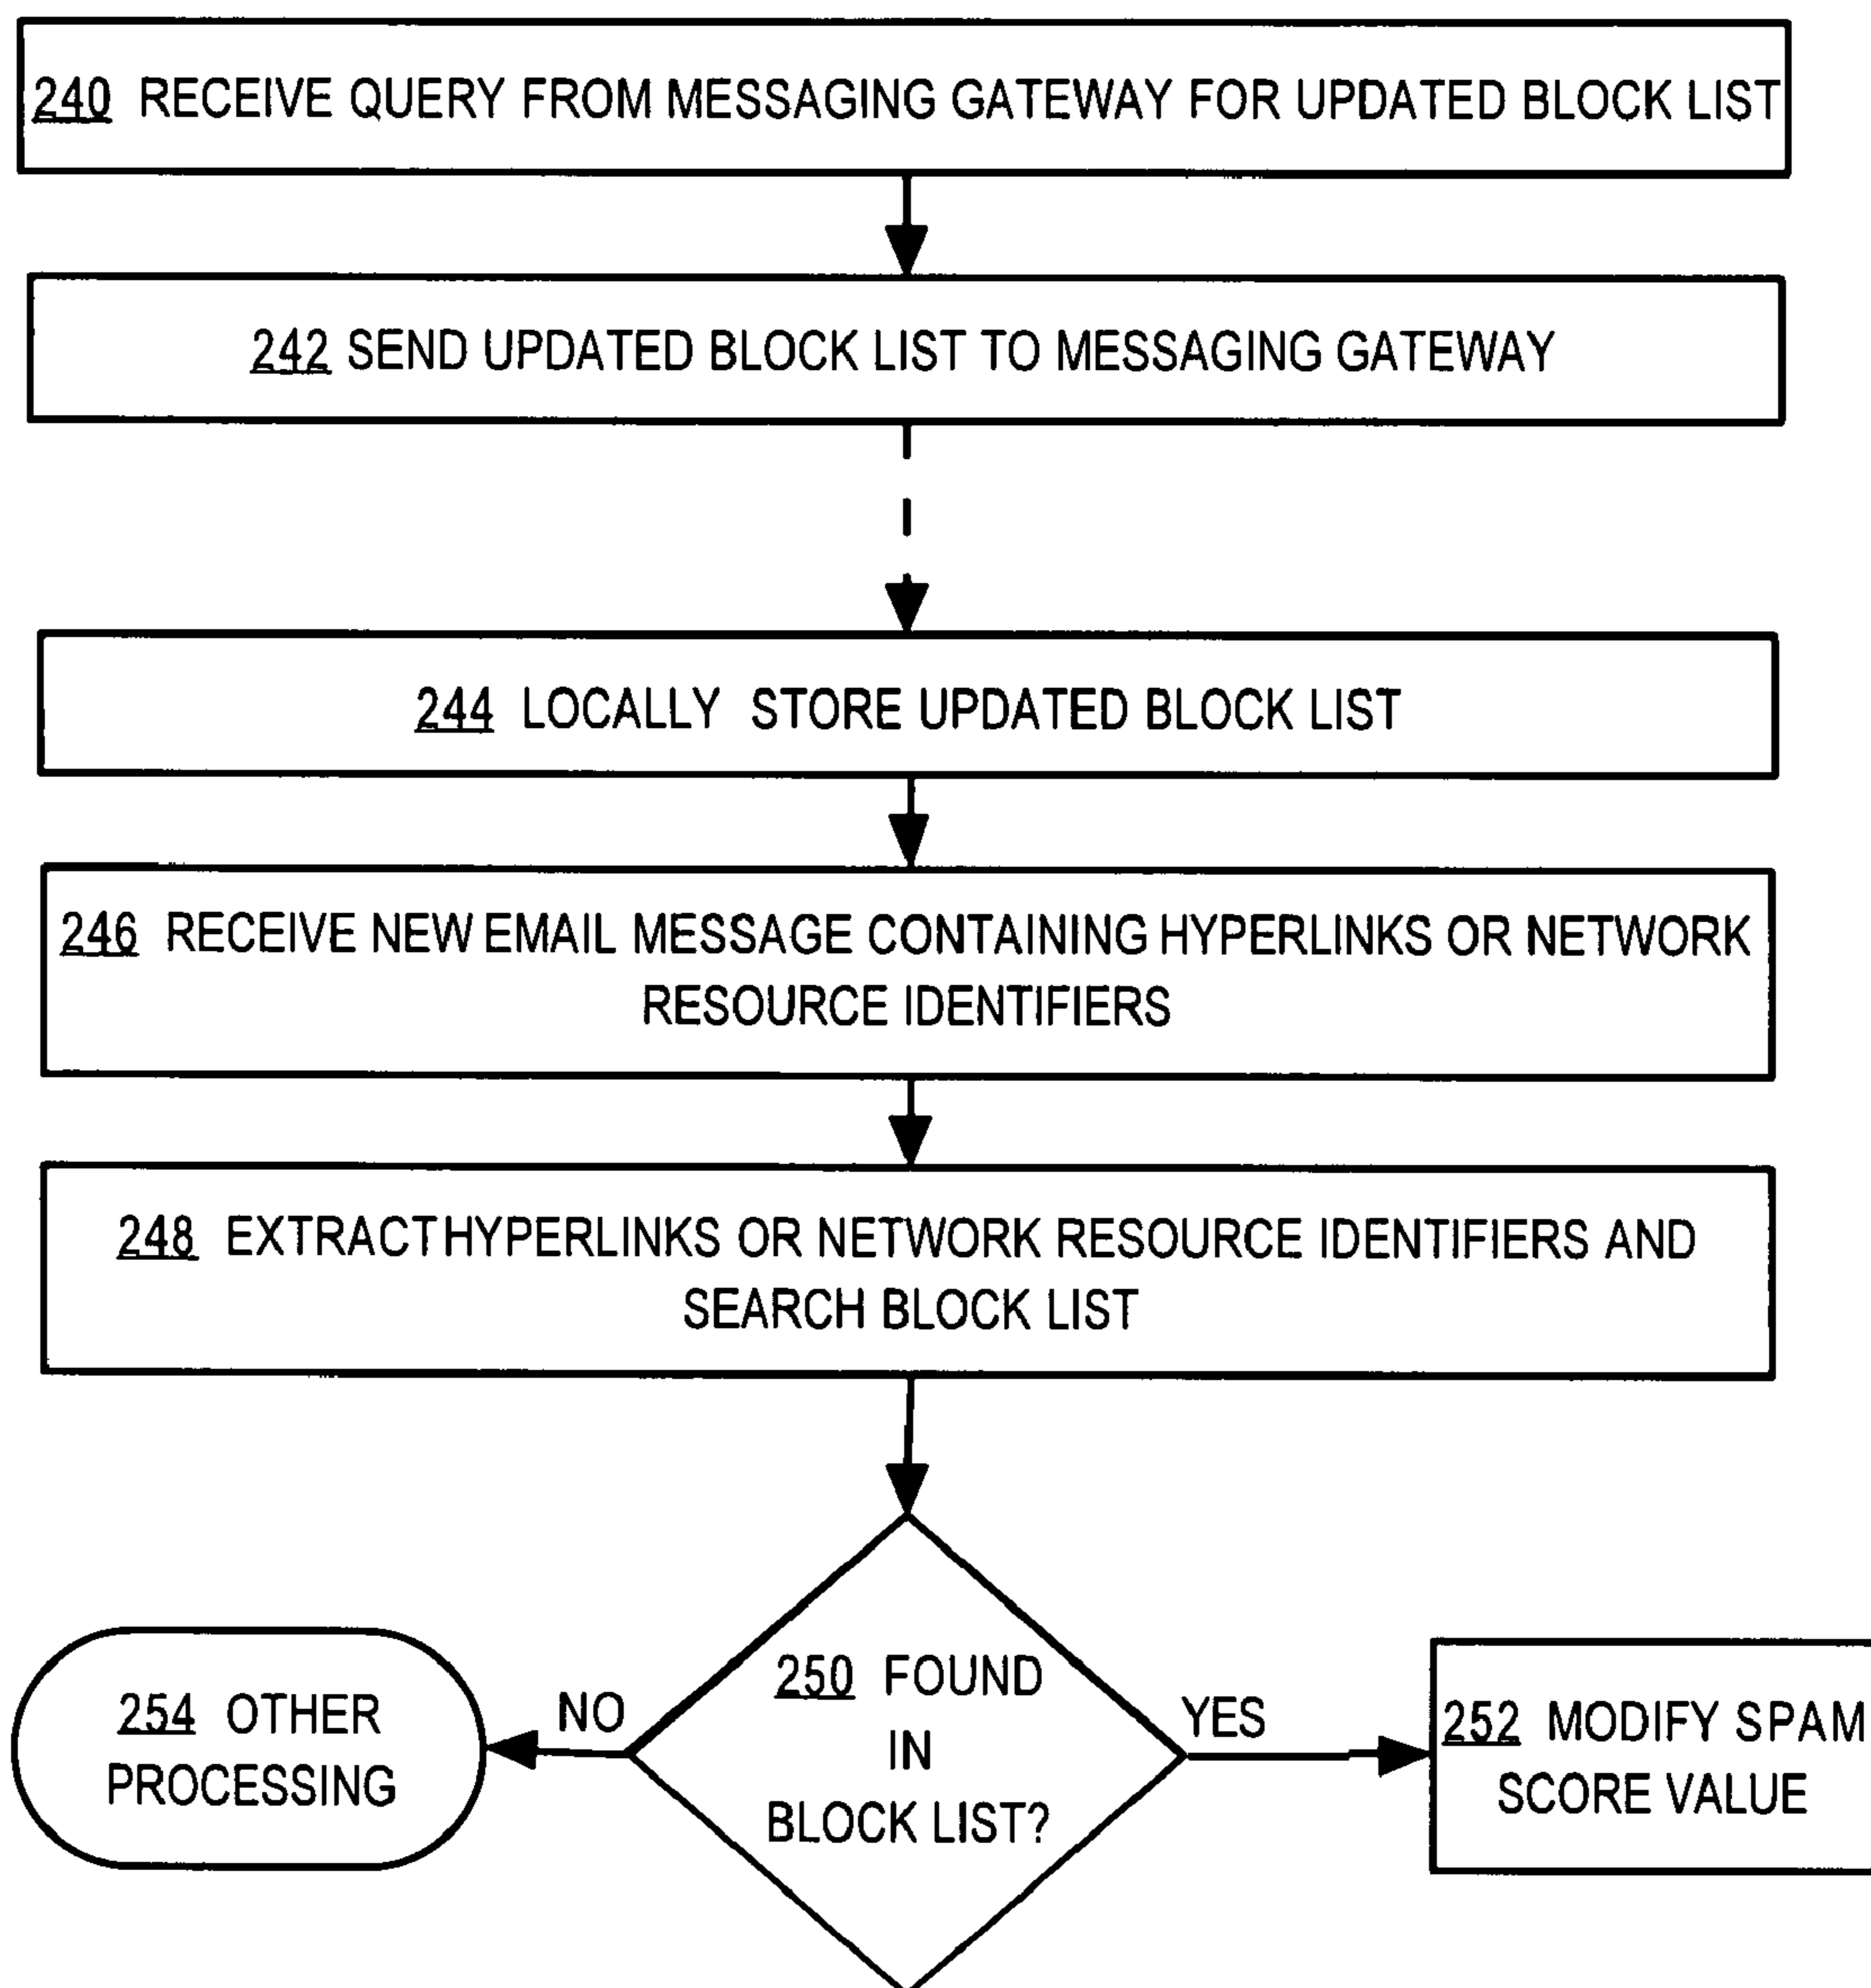 240 RECEIVE QUERY FROM MESSAGING GATEWAY FOR UPDATED BLOCK LIST
242 SEND UPDATED BLOCK LIST TO MESSAGING GATEWAY
244 LOCALLY STORE UPDATED BLOCK LIST
246 RECEIVE NEW EMAIL MESSAGE CONTAINING HYPERLINKS OR NETWORK
RESOURCE IDENTIFIERS
248 EXTRACT HYPERLINKS OR NETWORK RESOURCE IDENTIFIERS AND
SEARCH BLOCK LIST
250 FOUND
IN
BLOCK LIST?
NO
254 OTHER
PROCESSING
YES
252 MODIFY SPAM
SCORE VALUE